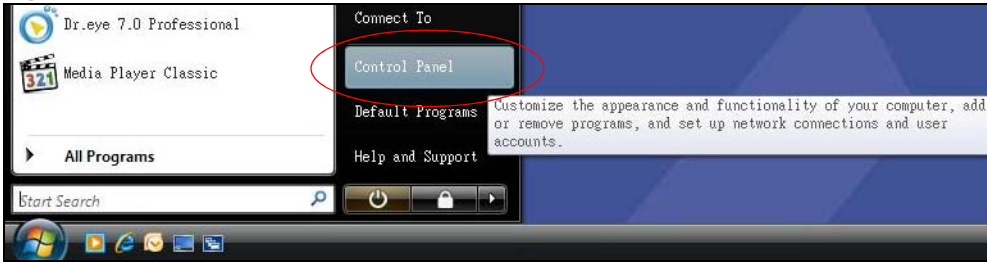 Dr.eye 7.0 Professional
321 Media Player Classic
All Programs
Start Search
Connect To
Control Panel
Default Programs
Help and Support
Customize the appearance and functionality of your computer, add
or remove programs, and set up network connections and user
accounts.